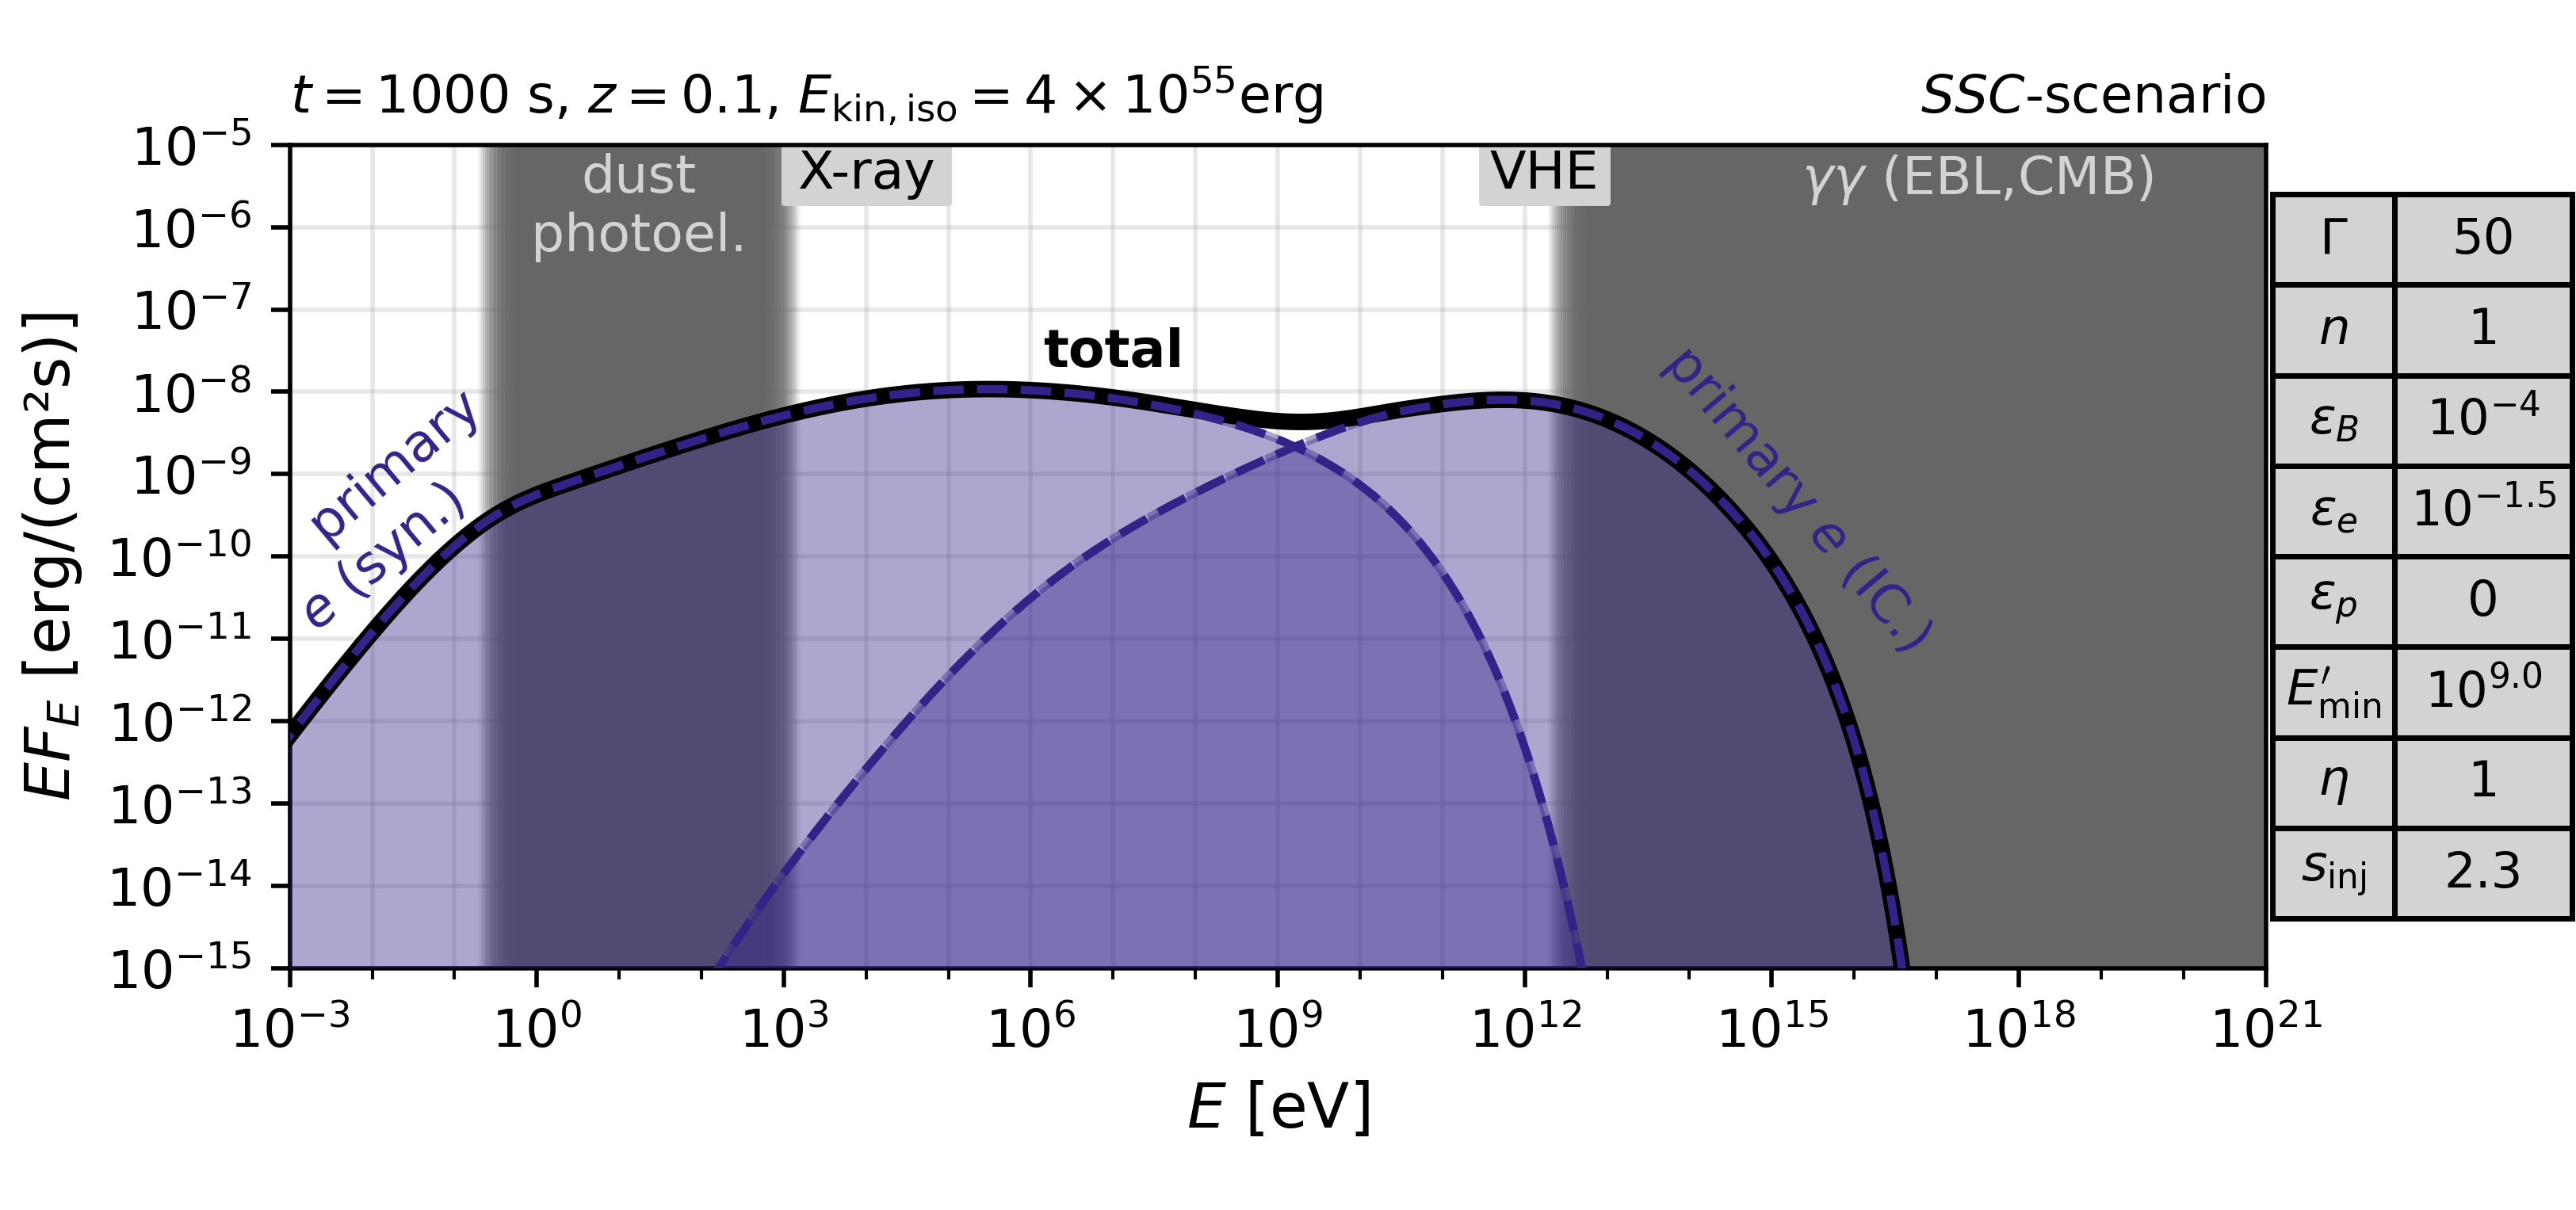 t = 1000 s, z = 0.1, E_kin, iso = 4 × 10^55 erg
SSC-scenario
10^−5
10^−6
10^−7
10^−8
10^−9
10^−10
10^−11
10^−12
10^−13
10^−14
10^−15
EF_E [erg/(cm²s)]
dust
photoel.
X-ray
VHE
γγ (EBL,CMB)
total
primary
e (syn.)
primary e (IC.)
10^−3 10^0 10^3 10^6 10^9 10^12 10^15 10^18 10^21
E [eV]
Γ 50
n 1
ε_B 10^−4
ε_e 10^−1.5
ε_p 0
E′_min 10^9.0
η 1
s_inj 2.3